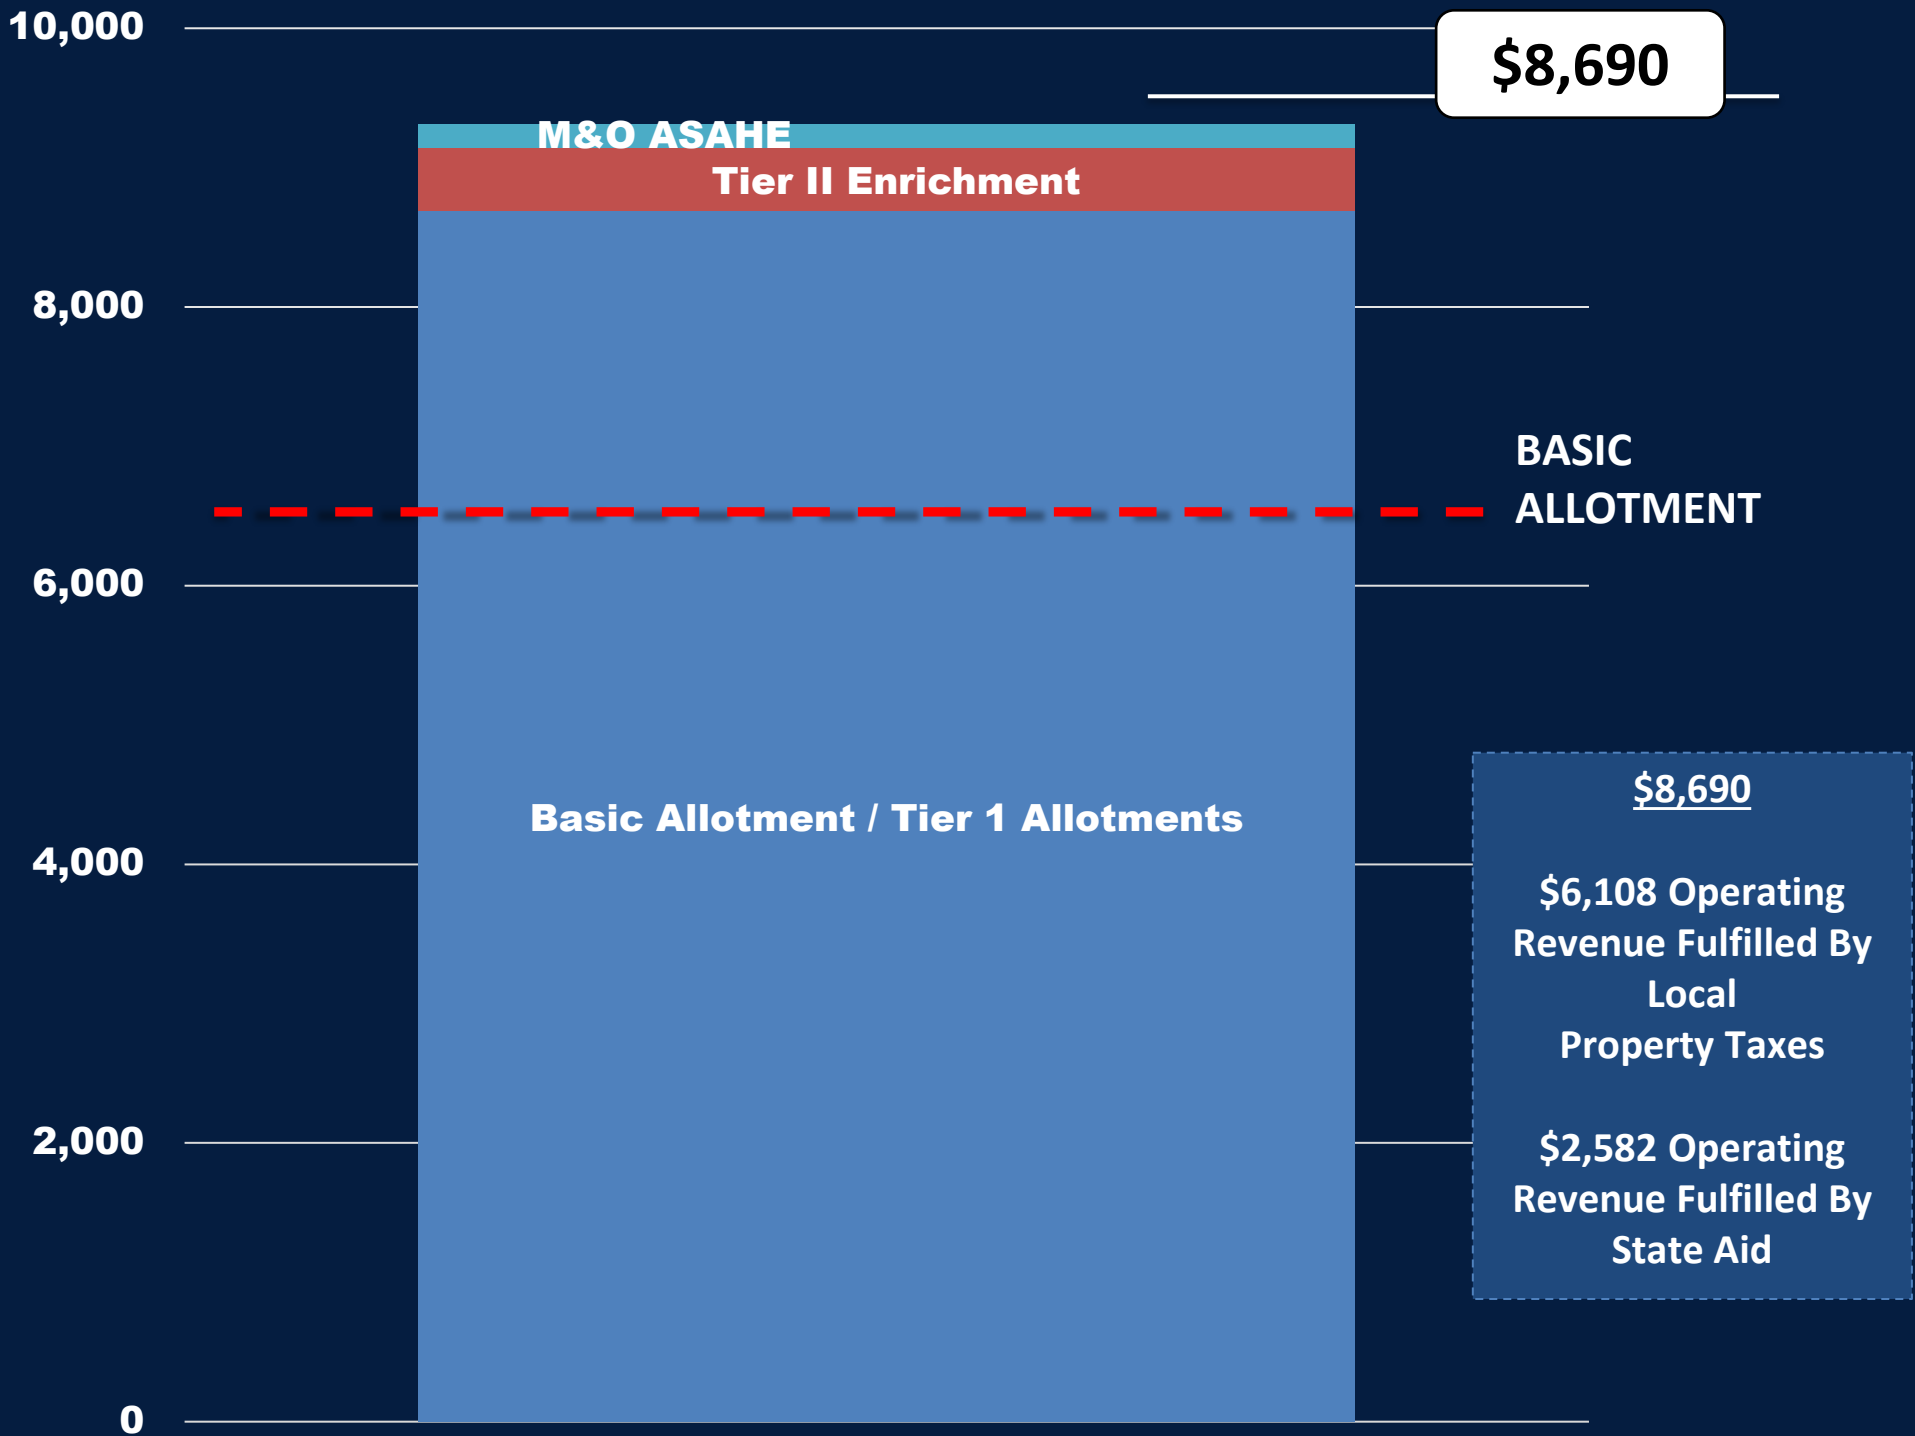 10,000
$8,690
M&O ASAHE
Tier II Enrichment
8,000
BASIC
ALLOTMENT
6,000
Basic Allotment / Tier 1 Allotments
4,000
2,000
0
$8,690
$6,108 Operating
Revenue Fulfilled By
Local
Property Taxes
$2,582 Operating
Revenue Fulfilled By
State Aid